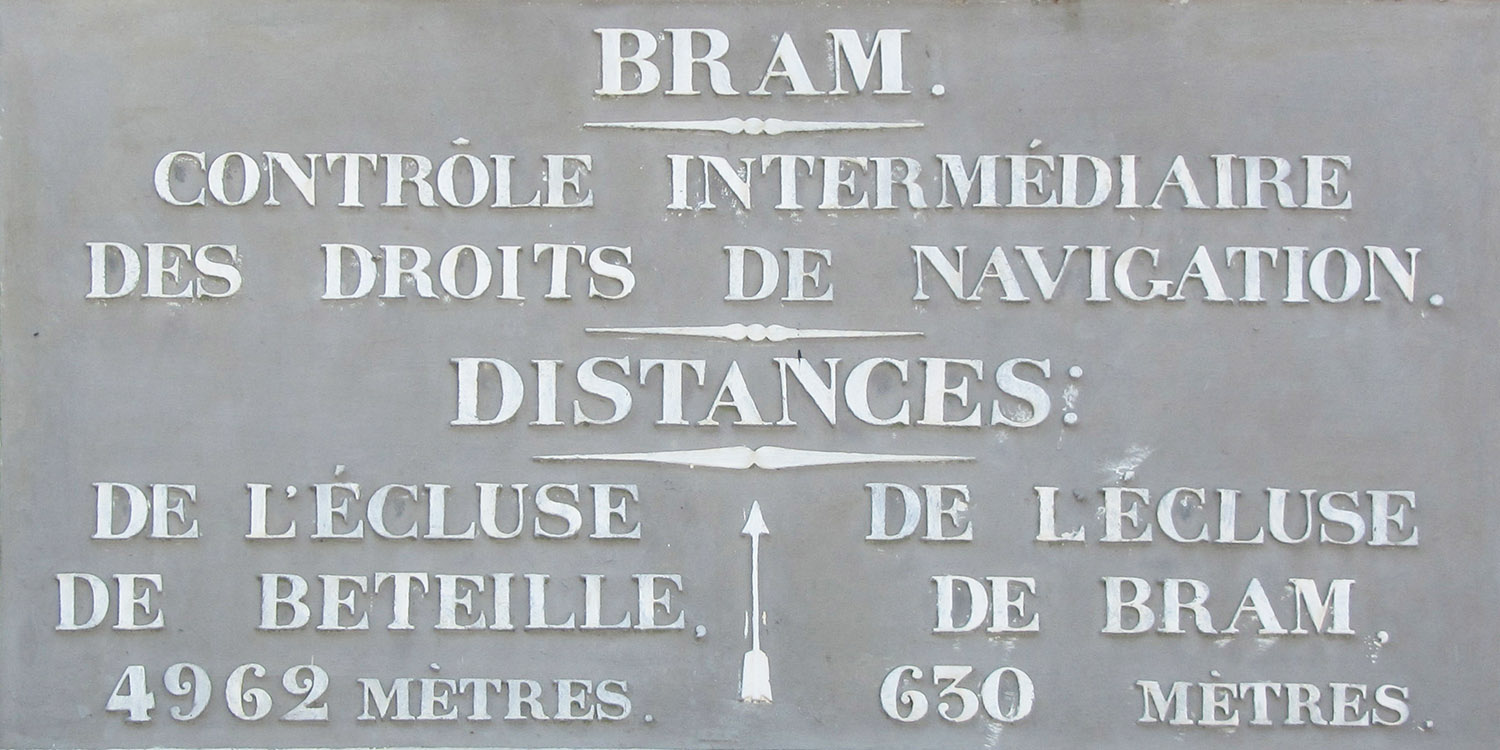 BRAM.
CONTRÔLE INTERMÉDIAIRE
DES DROITS DE NAVIGATION.
DISTANCES:
DE L'ÉCLUSE
DE BETEILLE,
4962 MÈTRES.
DE LECLUSE
DE BRAM,
630 MÈTRES.